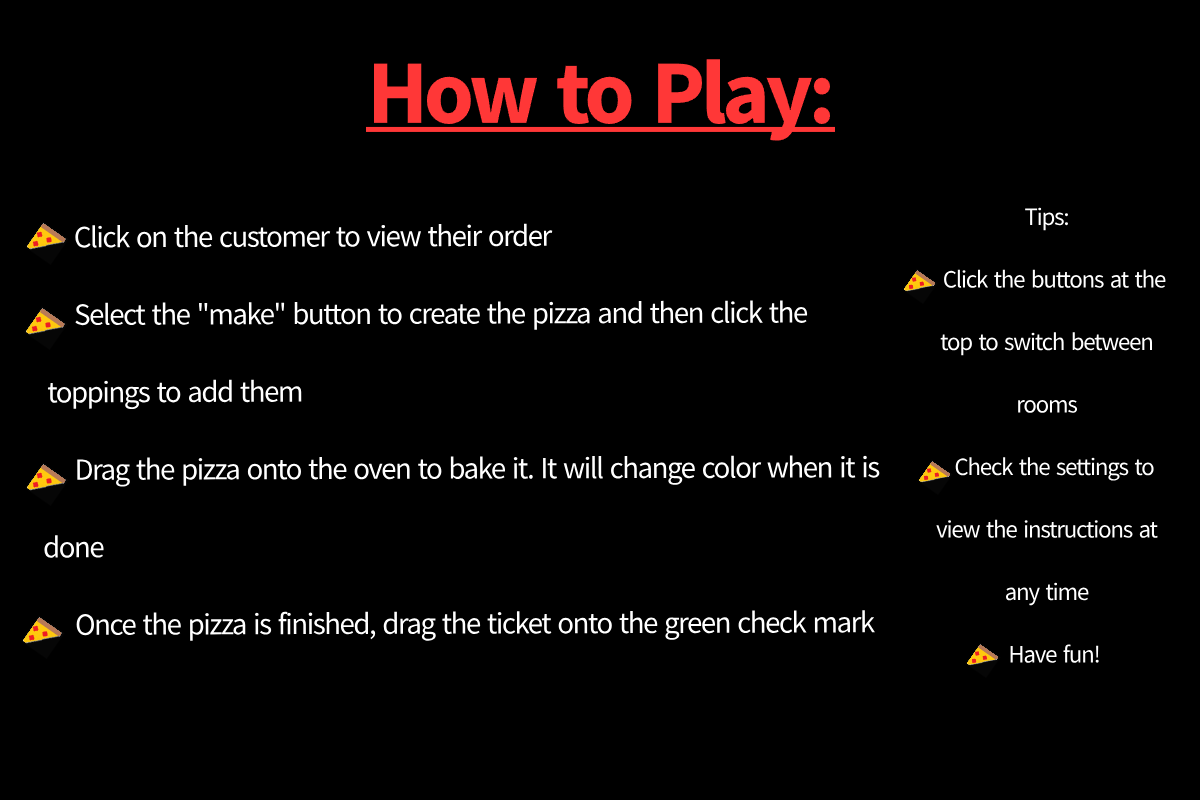 How to Play:
Click on the customer to view their order
Select the "make" button to create the pizza and then click the
toppings to add them
Drag the pizza onto the oven to bake it. It will change color when it is
done
Once the pizza is finished, drag the ticket onto the green check mark
Tips:
Click the buttons at the
top to switch between
rooms
Check the settings to
view the instructions at
any time
Have fun!